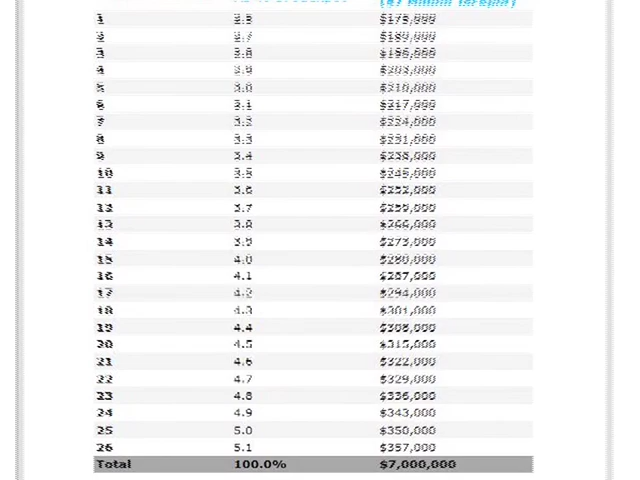 ($7 Million Jackpot)
1 2.5 $175,000
2 2.7 $189,000
3 2.8 $196,000
4 2.9 $203,000
5 3.0 $210,000
6 3.1 $217,000
7 3.2 $224,000
8 3.3 $231,000
9 3.4 $238,000
10 3.5 $245,000
11 3.6 $252,000
12 3.7 $259,000
13 3.8 $266,000
14 3.9 $273,000
15 4.0 $280,000
16 4.1 $287,000
17 4.2 $294,000
18 4.3 $301,000
19 4.4 $308,000
20 4.5 $315,000
21 4.6 $322,000
22 4.7 $329,000
23 4.8 $336,000
24 4.9 $343,000
25 5.0 $350,000
26 5.1 $357,000
Total 100.0% $7,000,000